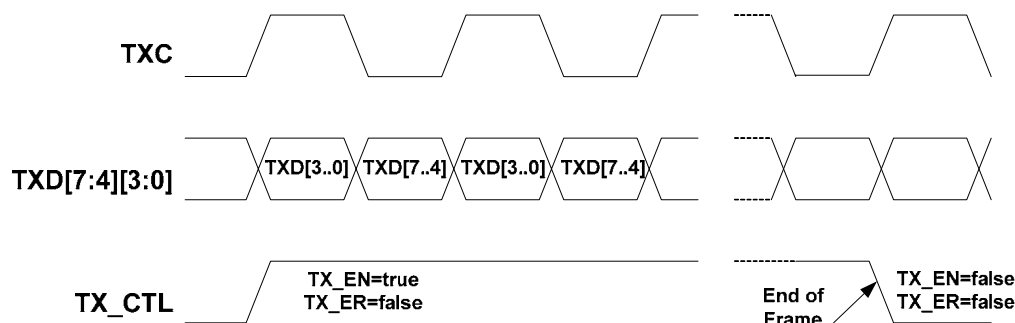 TXC
TXD[7:4][3:0]
TXD[3..0] TXD[7..4] TXD[3..0] TXD[7..4]
TX_CTL
TX_EN=true
TX_ER=false
End of
Frame
TX_EN=false
TX_ER=false